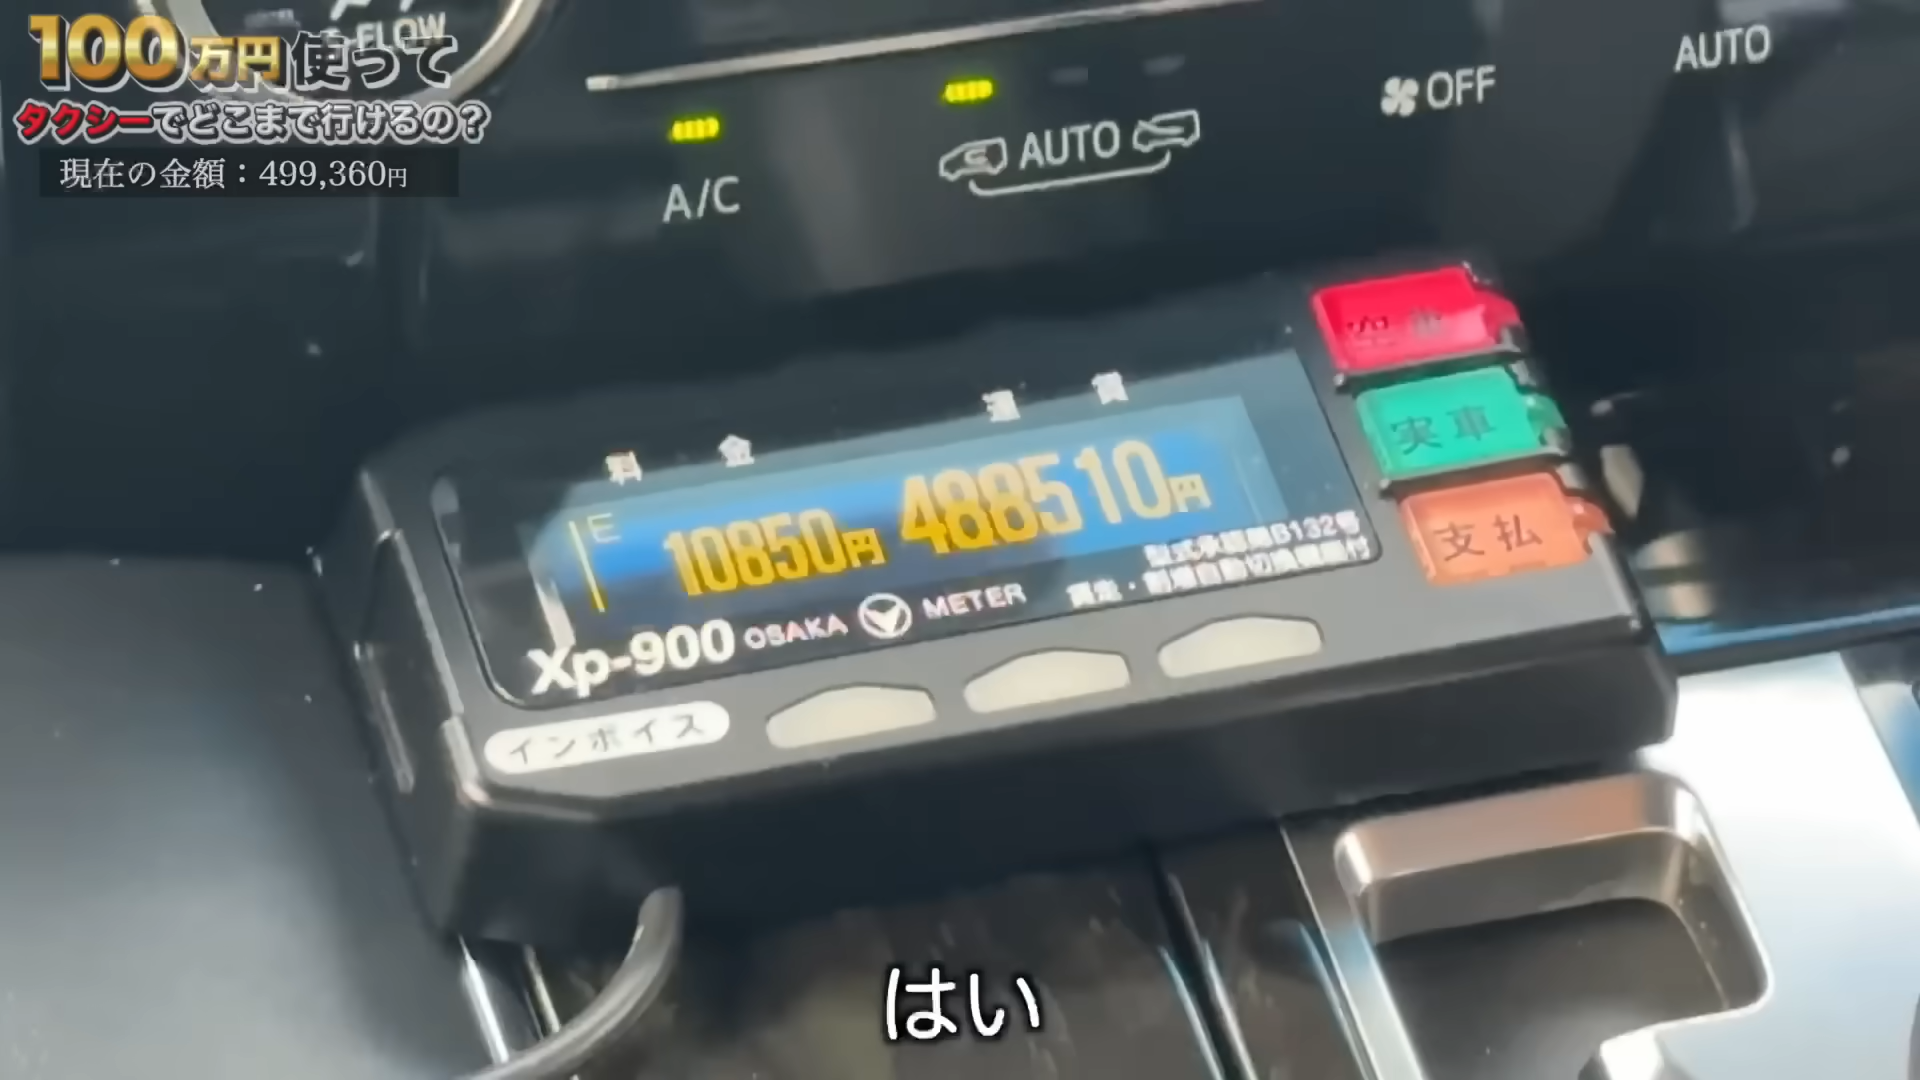 100万円使って
タクシーでどこまで行けるの?
現在の金額:499,360円
FLOW
A/C
AUTO
OFF
AUTO
空車
実車
支払
料金 運賃
E 10850円 488510円
Xp-900 OSAKA METER
インボイス
はい